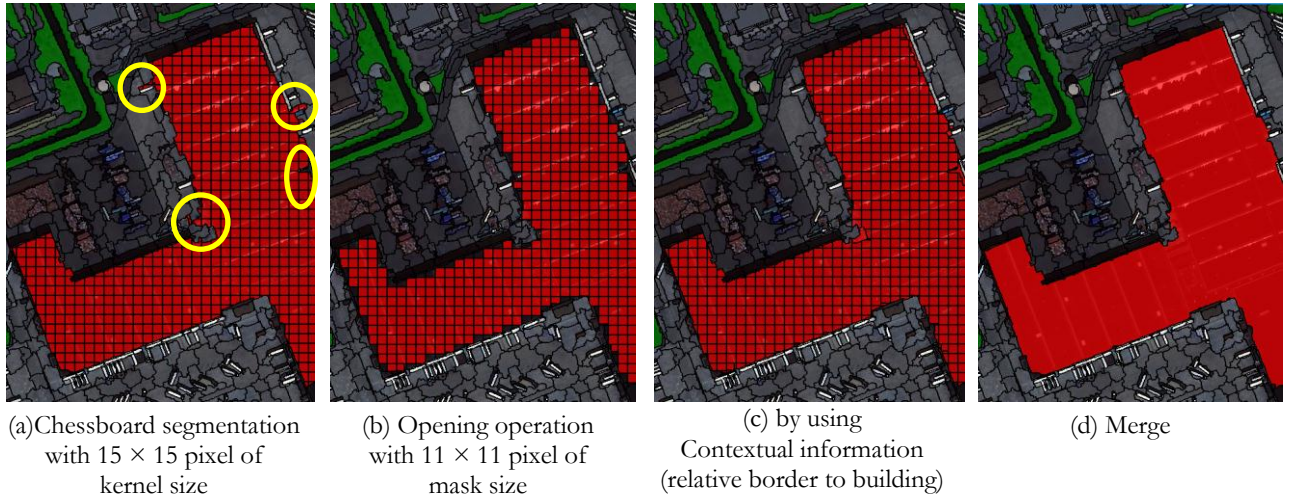 (a)Chessboard segmentation
with 15 × 15 pixel of
kernel size
(b) Opening operation
with 11 × 11 pixel of
mask size
(c) by using
Contextual information
(relative border to building)
(d) Merge